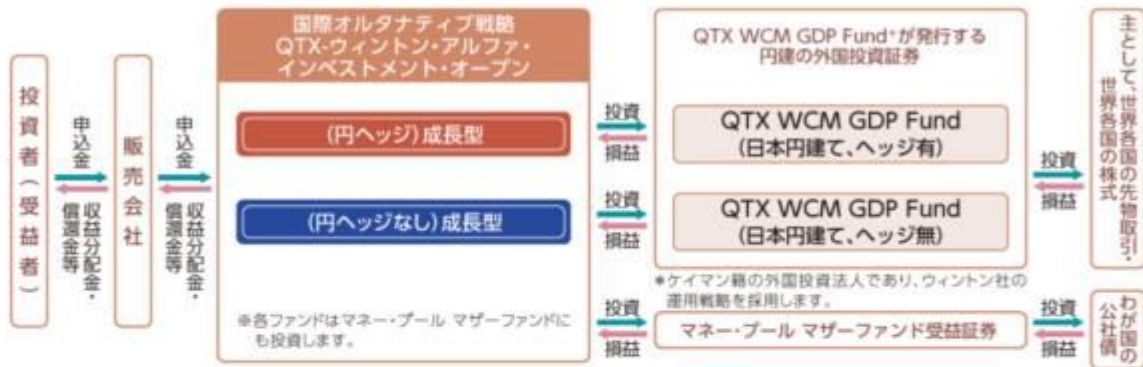 国際オルタナティブ戦略
QTX-ウィントン・アルファ・
インベストメント・オープン
QTX WCM GDP Fund*が発行する
円建の外国投資証券
投資者(受益者)
申込金
収益分配金・
償還金等
販売会社
申込金
収益分配金・
償還金等
(円ヘッジ)成長型
(円ヘッジなし)成長型
※各ファンドはマネー・プール マザーファンドに
も投資します。
投資
損益
投資
損益
QTX WCM GDP Fund
(日本円建て、ヘッジ有)
QTX WCM GDP Fund
(日本円建て、ヘッジ無)
投資
損益
主として、世界各国の先物取引・
世界各国の株式
*ケイマン籍の外国投資法人であり、ウィントン社の
運用戦略を採用します。
投資
損益
マネー・プール マザーファンド受益証券
投資
損益
わが国の
公社債